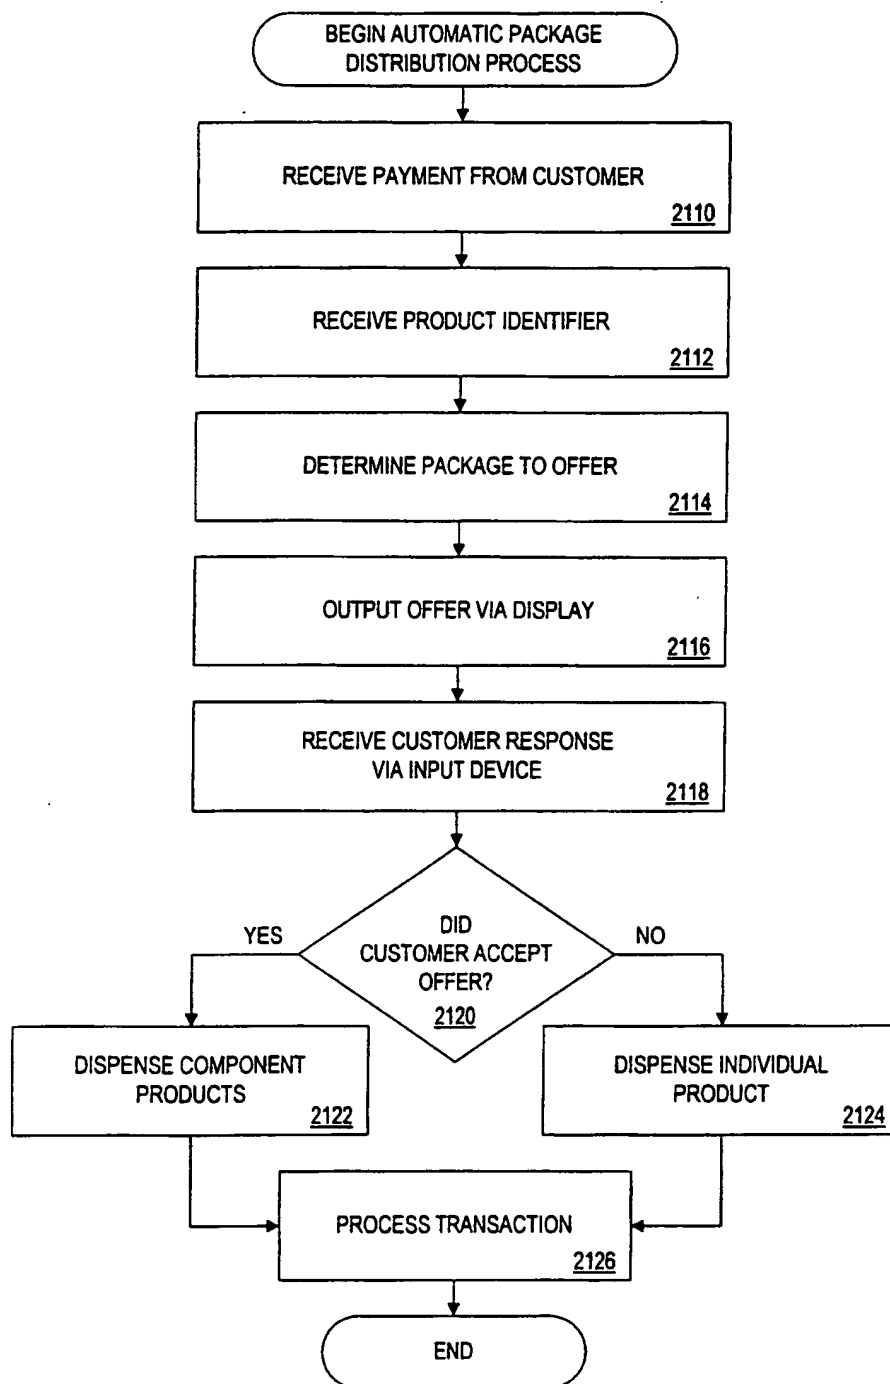 BEGIN AUTOMATIC PACKAGE
DISTRIBUTION PROCESS
RECEIVE PAYMENT FROM CUSTOMER
2110
RECEIVE PRODUCT IDENTIFIER
2112
DETERMINE PACKAGE TO OFFER
2114
OUTPUT OFFER VIA DISPLAY
2116
RECEIVE CUSTOMER RESPONSE
VIA INPUT DEVICE
2118
DID
CUSTOMER ACCEPT
OFFER?
2120
YES
NO
DISPENSE COMPONENT
PRODUCTS
2122
DISPENSE INDIVIDUAL
PRODUCT
2124
PROCESS TRANSACTION
2126
END